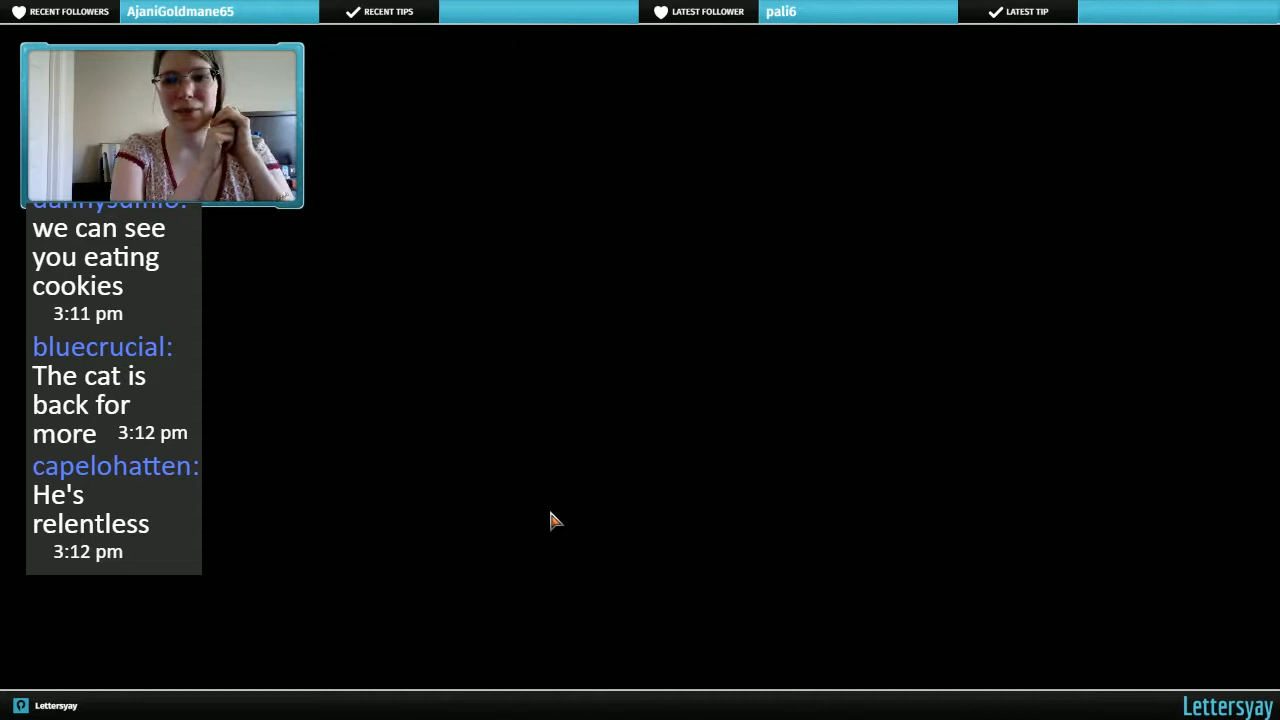 RECENT FOLLOWERS AjaniGoldmane65 RECENT TIPS LATEST FOLLOWER pali6 LATEST TIP
we can see
you eating
cookies
3:11 pm
bluecrucial:
The cat is
back for
more 3:12 pm
capelohatten:
He's
relentless
3:12 pm
Lettersyay Lettersyay